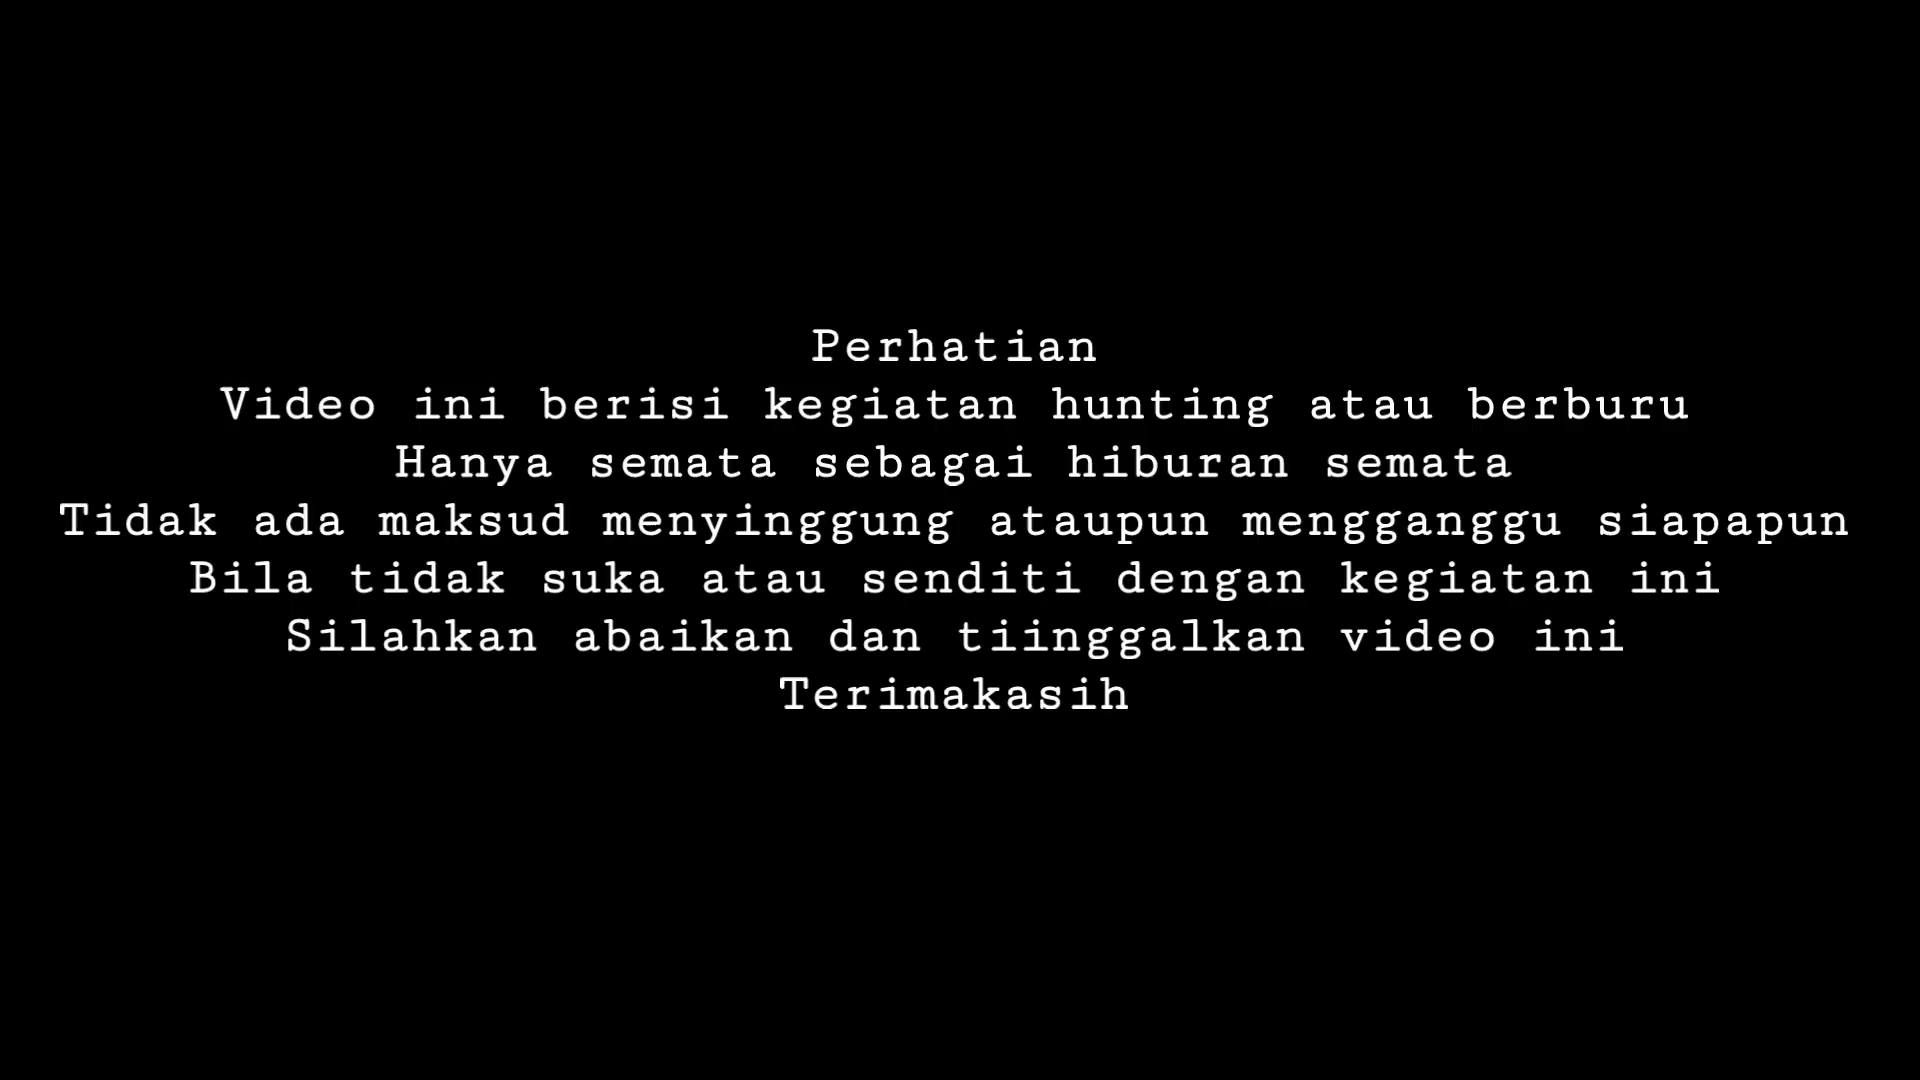 Perhatian
Video ini berisi kegiatan hunting atau berburu
Hanya semata sebagai hiburan semata
Tidak ada maksud menyinggung ataupun mengganggu siapapun
Bila tidak suka atau senditi dengan kegiatan ini
Silahkan abaikan dan tiinggalkan video ini
Terimakasih